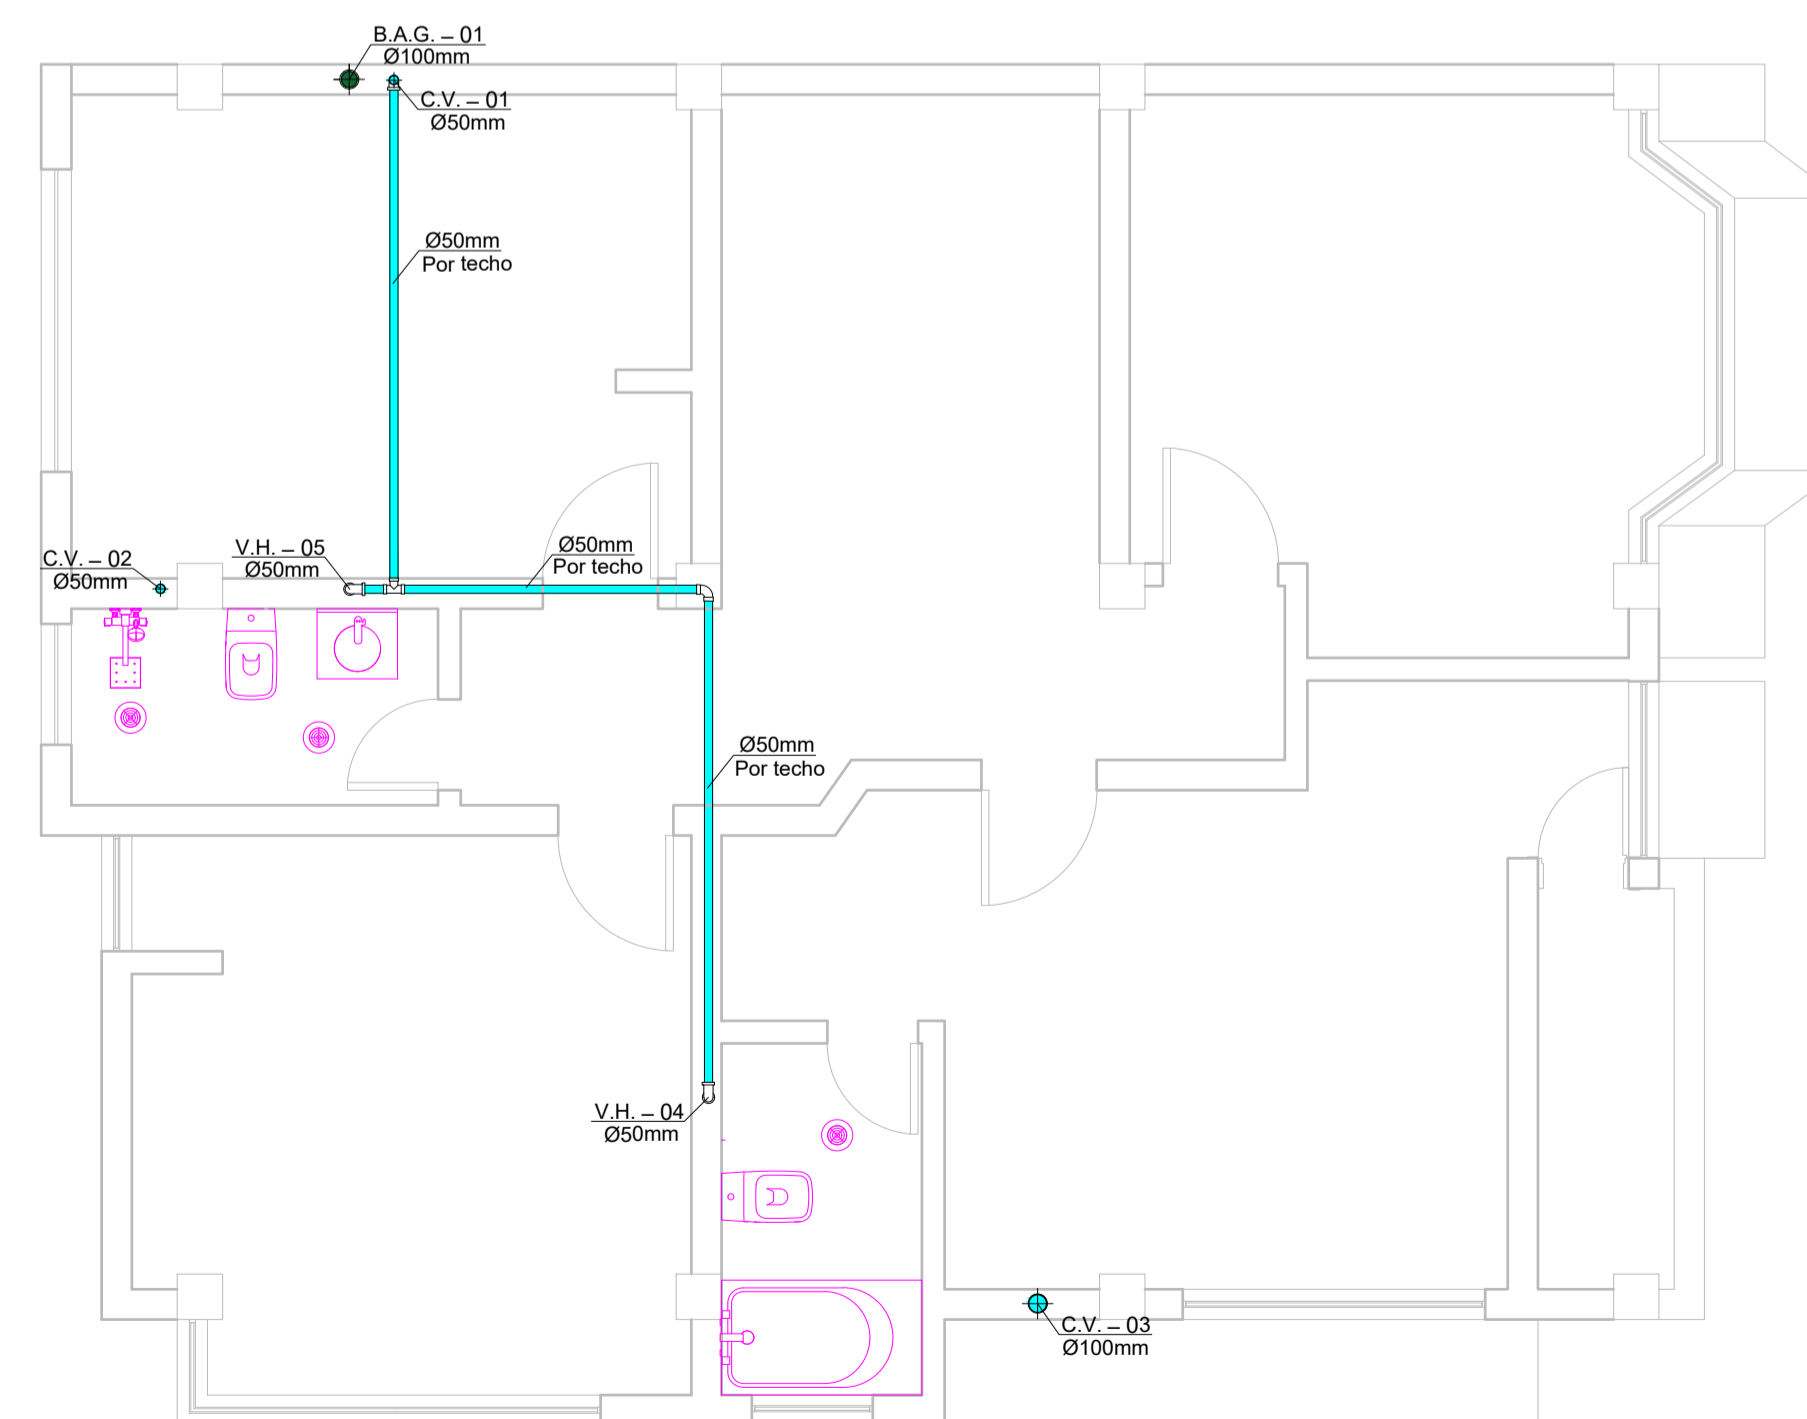 B.A.G. – 01
Ø100mm
C.V. – 01
Ø50mm
Ø50mm
Por techo
C.V. – 02
Ø50mm
V.H. – 05
Ø50mm
Ø50mm
Por techo
Ø50mm
Por techo
V.H. – 04
Ø50mm
C.V. – 03
Ø100mm